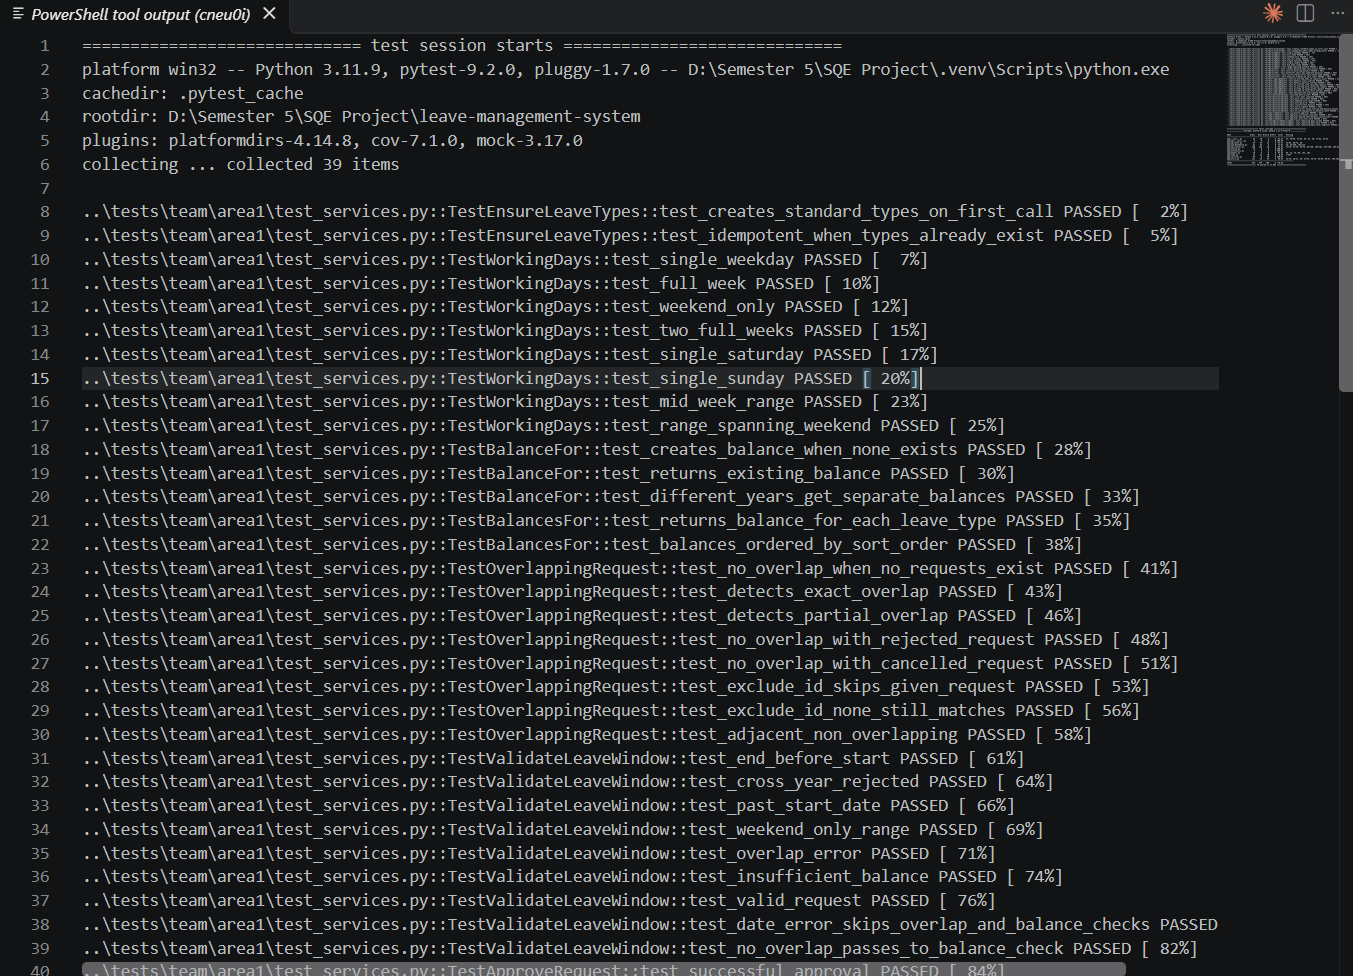 PowerShell tool output (cneu0i)
1 ============================= test session starts =============================
2 platform win32 -- Python 3.11.9, pytest-9.2.0, pluggy-1.7.0 -- D:\Semester 5\SQE Project\.venv\Scripts\python.exe
3 cachedir: .pytest_cache
4 rootdir: D:\Semester 5\SQE Project\leave-management-system
5 plugins: platformdirs-4.14.8, cov-7.1.0, mock-3.17.0
6 collecting ... collected 39 items
7
8 ..\tests\team\area1\test_services.py::TestEnsureLeaveTypes::test_creates_standard_types_on_first_call PASSED [  2%]
9 ..\tests\team\area1\test_services.py::TestEnsureLeaveTypes::test_idempotent_when_types_already_exist PASSED [  5%]
10 ..\tests\team\area1\test_services.py::TestWorkingDays::test_single_weekday PASSED [  7%]
11 ..\tests\team\area1\test_services.py::TestWorkingDays::test_full_week PASSED [ 10%]
12 ..\tests\team\area1\test_services.py::TestWorkingDays::test_weekend_only PASSED [ 12%]
13 ..\tests\team\area1\test_services.py::TestWorkingDays::test_two_full_weeks PASSED [ 15%]
14 ..\tests\team\area1\test_services.py::TestWorkingDays::test_single_saturday PASSED [ 17%]
15 ..\tests\team\area1\test_services.py::TestWorkingDays::test_single_sunday PASSED [ 20%]
16 ..\tests\team\area1\test_services.py::TestWorkingDays::test_mid_week_range PASSED [ 23%]
17 ..\tests\team\area1\test_services.py::TestWorkingDays::test_range_spanning_weekend PASSED [ 25%]
18 ..\tests\team\area1\test_services.py::TestBalanceFor::test_creates_balance_when_none_exists PASSED [ 28%]
19 ..\tests\team\area1\test_services.py::TestBalanceFor::test_returns_existing_balance PASSED [ 30%]
20 ..\tests\team\area1\test_services.py::TestBalanceFor::test_different_years_get_separate_balances PASSED [ 33%]
21 ..\tests\team\area1\test_services.py::TestBalancesFor::test_returns_balance_for_each_leave_type PASSED [ 35%]
22 ..\tests\team\area1\test_services.py::TestBalancesFor::test_balances_ordered_by_sort_order PASSED [ 38%]
23 ..\tests\team\area1\test_services.py::TestOverlappingRequest::test_no_overlap_when_no_requests_exist PASSED [ 41%]
24 ..\tests\team\area1\test_services.py::TestOverlappingRequest::test_detects_exact_overlap PASSED [ 43%]
25 ..\tests\team\area1\test_services.py::TestOverlappingRequest::test_detects_partial_overlap PASSED [ 46%]
26 ..\tests\team\area1\test_services.py::TestOverlappingRequest::test_no_overlap_with_rejected_request PASSED [ 48%]
27 ..\tests\team\area1\test_services.py::TestOverlappingRequest::test_no_overlap_with_cancelled_request PASSED [ 51%]
28 ..\tests\team\area1\test_services.py::TestOverlappingRequest::test_exclude_id_skips_given_request PASSED [ 53%]
29 ..\tests\team\area1\test_services.py::TestOverlappingRequest::test_exclude_id_none_still_matches PASSED [ 56%]
30 ..\tests\team\area1\test_services.py::TestOverlappingRequest::test_adjacent_non_overlapping PASSED [ 58%]
31 ..\tests\team\area1\test_services.py::TestValidateLeaveWindow::test_end_before_start PASSED [ 61%]
32 ..\tests\team\area1\test_services.py::TestValidateLeaveWindow::test_cross_year_rejected PASSED [ 64%]
33 ..\tests\team\area1\test_services.py::TestValidateLeaveWindow::test_past_start_date PASSED [ 66%]
34 ..\tests\team\area1\test_services.py::TestValidateLeaveWindow::test_weekend_only_range PASSED [ 69%]
35 ..\tests\team\area1\test_services.py::TestValidateLeaveWindow::test_overlap_error PASSED [ 71%]
36 ..\tests\team\area1\test_services.py::TestValidateLeaveWindow::test_insufficient_balance PASSED [ 74%]
37 ..\tests\team\area1\test_services.py::TestValidateLeaveWindow::test_valid_request PASSED [ 76%]
38 ..\tests\team\area1\test_services.py::TestValidateLeaveWindow::test_date_error_skips_overlap_and_balance_checks PASSED
39 ..\tests\team\area1\test_services.py::TestValidateLeaveWindow::test_no_overlap_passes_to_balance_check PASSED [ 82%]
40 ..\tests\team\area1\test_services.py::TestApproveRequest::test_successful_approval PASSED [ 84%]